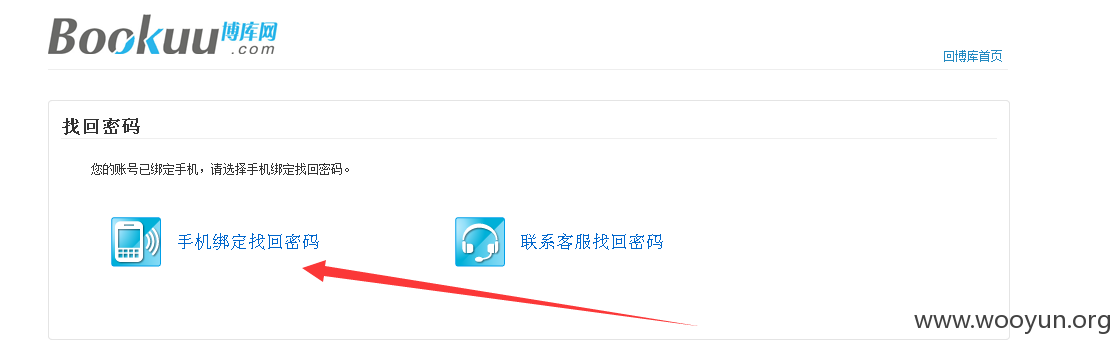 Bookuu博库网
.com
回博库首页
找回密码
您的账号已绑定手机，请选择手机绑定找回密码。
手机绑定找回密码
联系客服找回密码
www.wooyun.org